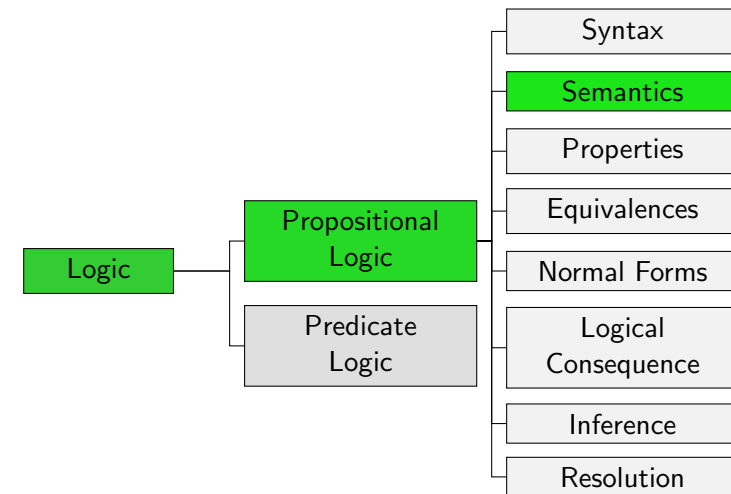 Logic
Propositional
Logic
Predicate
Logic
Syntax
Semantics
Properties
Equivalences
Normal Forms
Logical
Consequence
Inference
Resolution